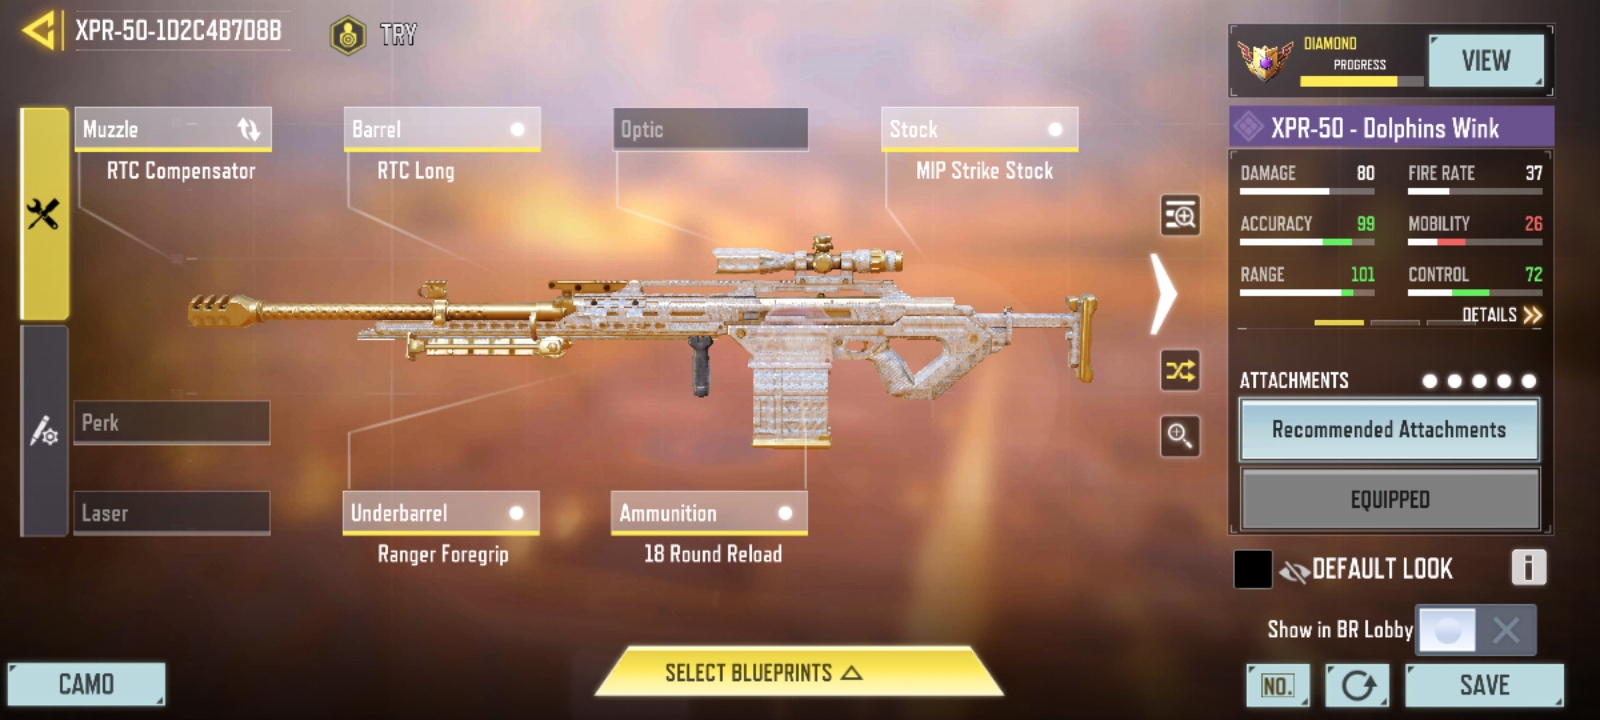 XPR-50-1D2C4B7D8B
TRY
DIAMOND
PROGRESS
VIEW
Muzzle
RTC Compensator
Barrel
RTC Long
Optic
Stock
MIP Strike Stock
XPR-50 - Dolphins Wink
DAMAGE 80
FIRE RATE 37
ACCURACY 99
MOBILITY 26
RANGE 101
CONTROL 72
DETAILS
ATTACHMENTS
Recommended Attachments
EQUIPPED
Perk
Laser
Underbarrel
Ranger Foregrip
Ammunition
18 Round Reload
DEFAULT LOOK
i
Show in BR Lobby
CAMO
SELECT BLUEPRINTS
NO.
SAVE